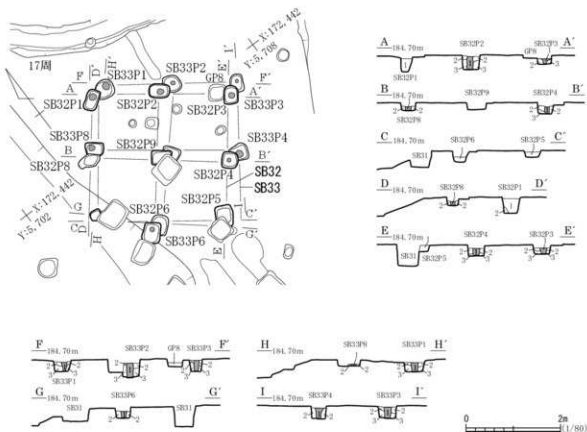 17周
X:172,442
Y:5,708
F
D′
H′
SB33P1
SB33P2
GP8
E′
I′
F′
A
A′
SB32P1
SB32P2
SB32P3
SB33P3
SB33P8
SB33P4
B
SB32P8
SB32P9
SB32P4
B′
SB32
SB33
X:172,442
Y:5,702
G
C
D
H
SB32P6
SB32P5
SB33P6
E
I
C′
G′
A
184.70m
SB32P1
SB32P2
GP8
SB32P3
A′
B
184.70m
SB32P8
SB32P9
SB32P4
B′
C
184.70m
SB31
SB32P6
SB32P5
C′
D
184.70m
SB32P8
SB32P1
D′
E
184.70m
SB31
SB32P5
SB32P4
SB32P3
E′
F
184.70m
SB33P1
SB33P2
GP8
SB33P3
F′
G
184.70m
SB31
SB33P6
SB31
G′
H
184.70m
SB33P8
SB33P1
H′
I
184.70m
SB33P4
SB33P3
I′
0 2m
(1/80)